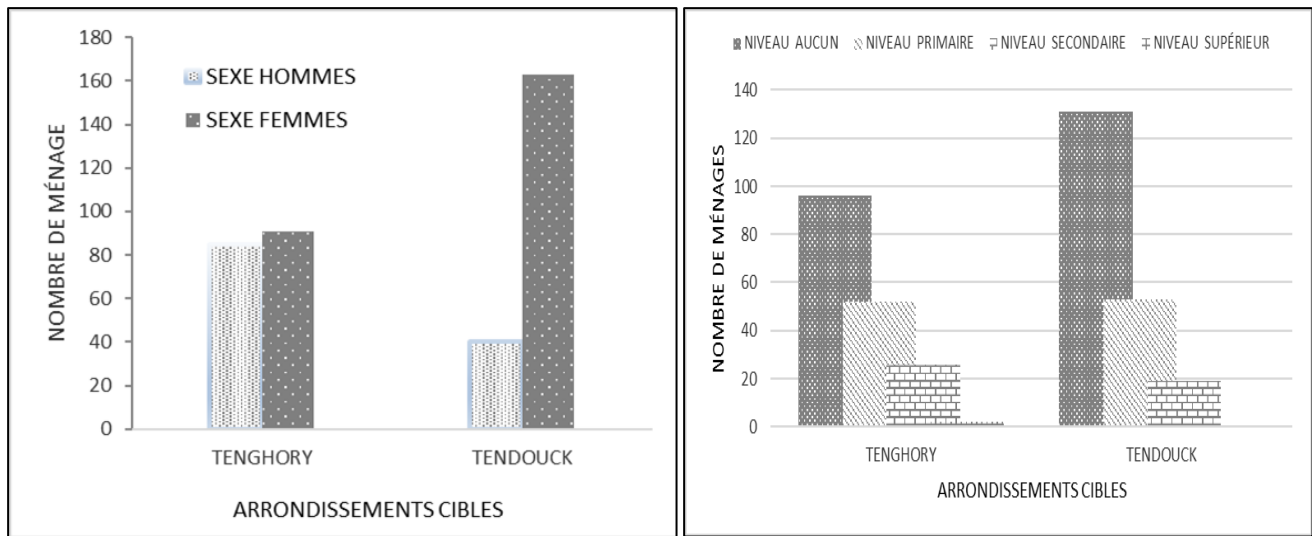 180
160
140
120
100
80
60
40
20
0
NOMBRE DE MÉNAGE
SEXE HOMMES
SEXE FEMMES
TENGHORY TENDOUCK
ARRONDISSEMENTS CIBLES
NIVEAU AUCUN NIVEAU PRIMAIRE NIVEAU SECONDAIRE NIVEAU SUPÉRIEUR
140
120
100
80
60
40
20
0
NOMBRE DE MÉNAGES
TENGHORY TENDOUCK
ARRONDISSEMENTS CIBLES